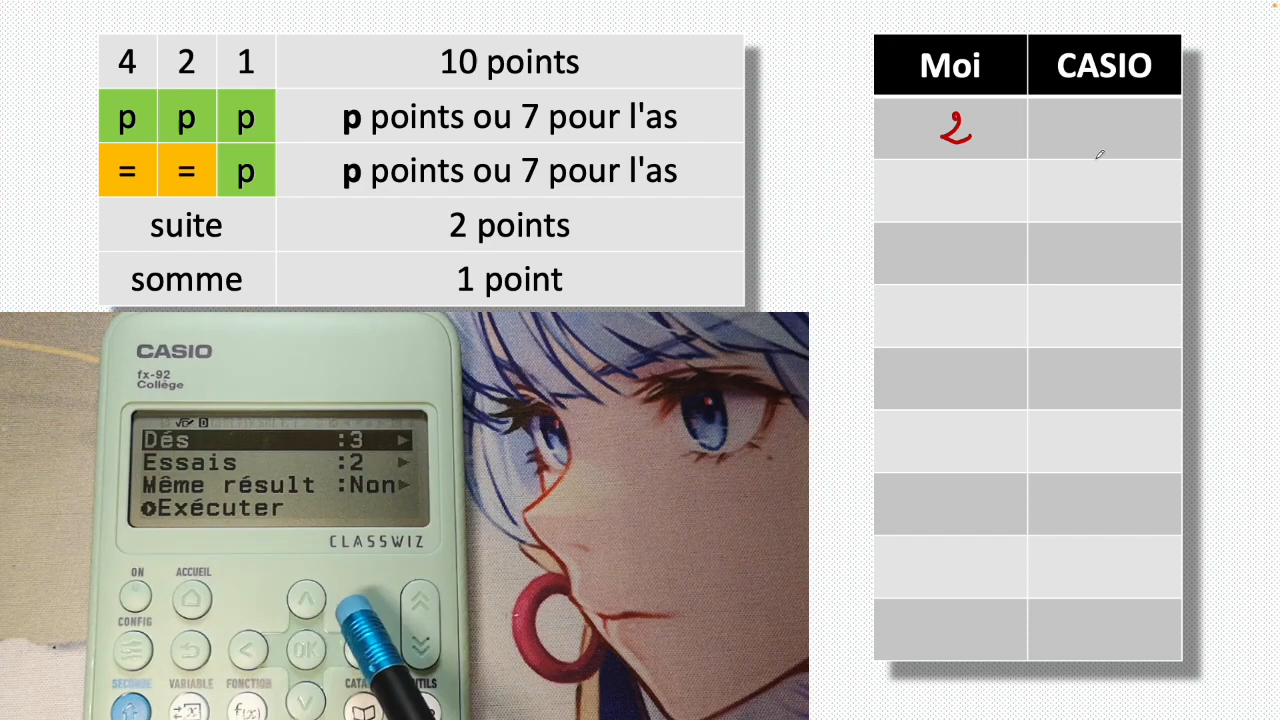 4 2 1 10 points
p p p p points ou 7 pour l'as
= = p p points ou 7 pour l'as
suite 2 points
somme 1 point
Moi CASIO
2
CASIO
fx-92
Collège
√ D
Dés :3
Essais :2
Même résult :Non
Exécuter
CLASSWIZ
ON ACCUEIL
CONFIG
OK
SECONDE VARIABLE FONCTION
f(x)